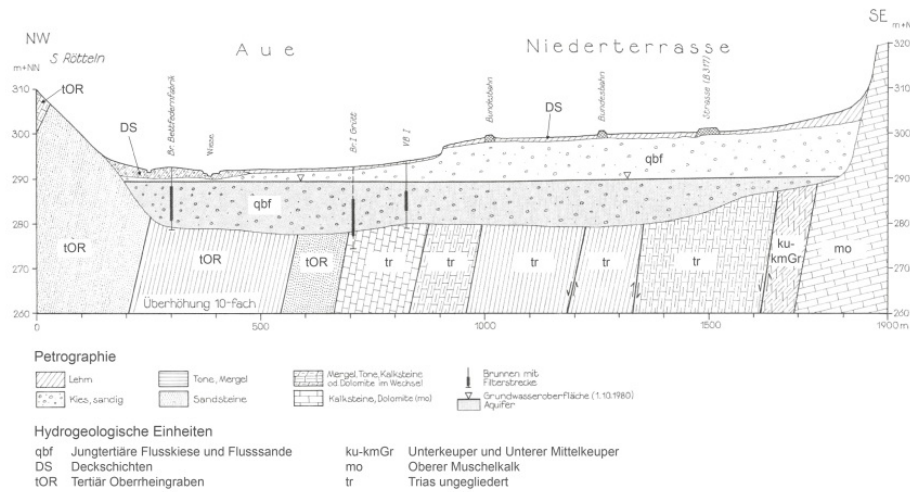 NW
SE
S Rötteln
Aue
Niederterrasse
m+NN
m+NN
320
320
310
310
300
300
290
290
280
280
270
270
260
260
tOR
DS
Br. Bettfedernfabrik
Wiese
Br. I Grütt
VB I
Bundesbahn
DS
Bundesbahn
Strasse (B 317)
qbf
qbf
tOR
tOR
tOR
tr
tr
tr
tr
tr
ku-
kmGr
mo
Überhöhung 10-fach
0
500
1000
1500
1900 m
Petrographie
Lehm
Tone, Mergel
Mergel, Tone, Kalksteine
od. Dolomite im Wechsel
Brunnen mit
Filterstrecke
Kies, sandig
Sandsteine
Kalksteine, Dolomite (mo)
Grundwasseroberfläche (1.10.1980)
Aquifer
Hydrogeologische Einheiten
qbf Jungtertiäre Flusskiese und Flusssande
ku-kmGr Unterkeuper und Unterer Mittelkeuper
DS Deckschichten
mo Oberer Muschelkalk
tOR Tertiär Oberrheingraben
tr Trias ungegliedert